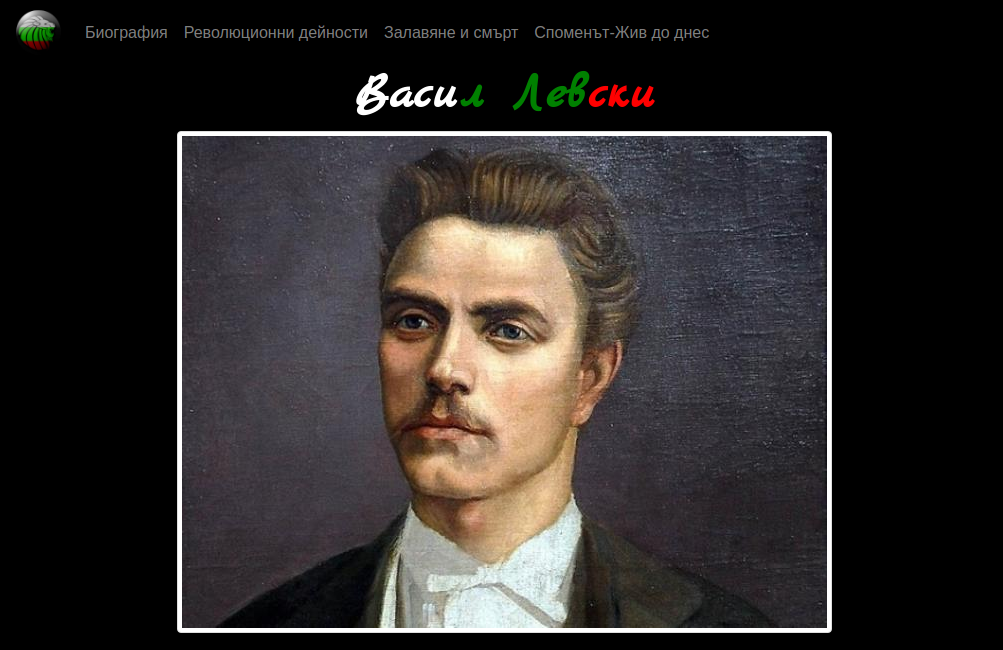 Биография Революционни дейности Залавяне и смърт Споменът-Жив до днес
Васил Левски